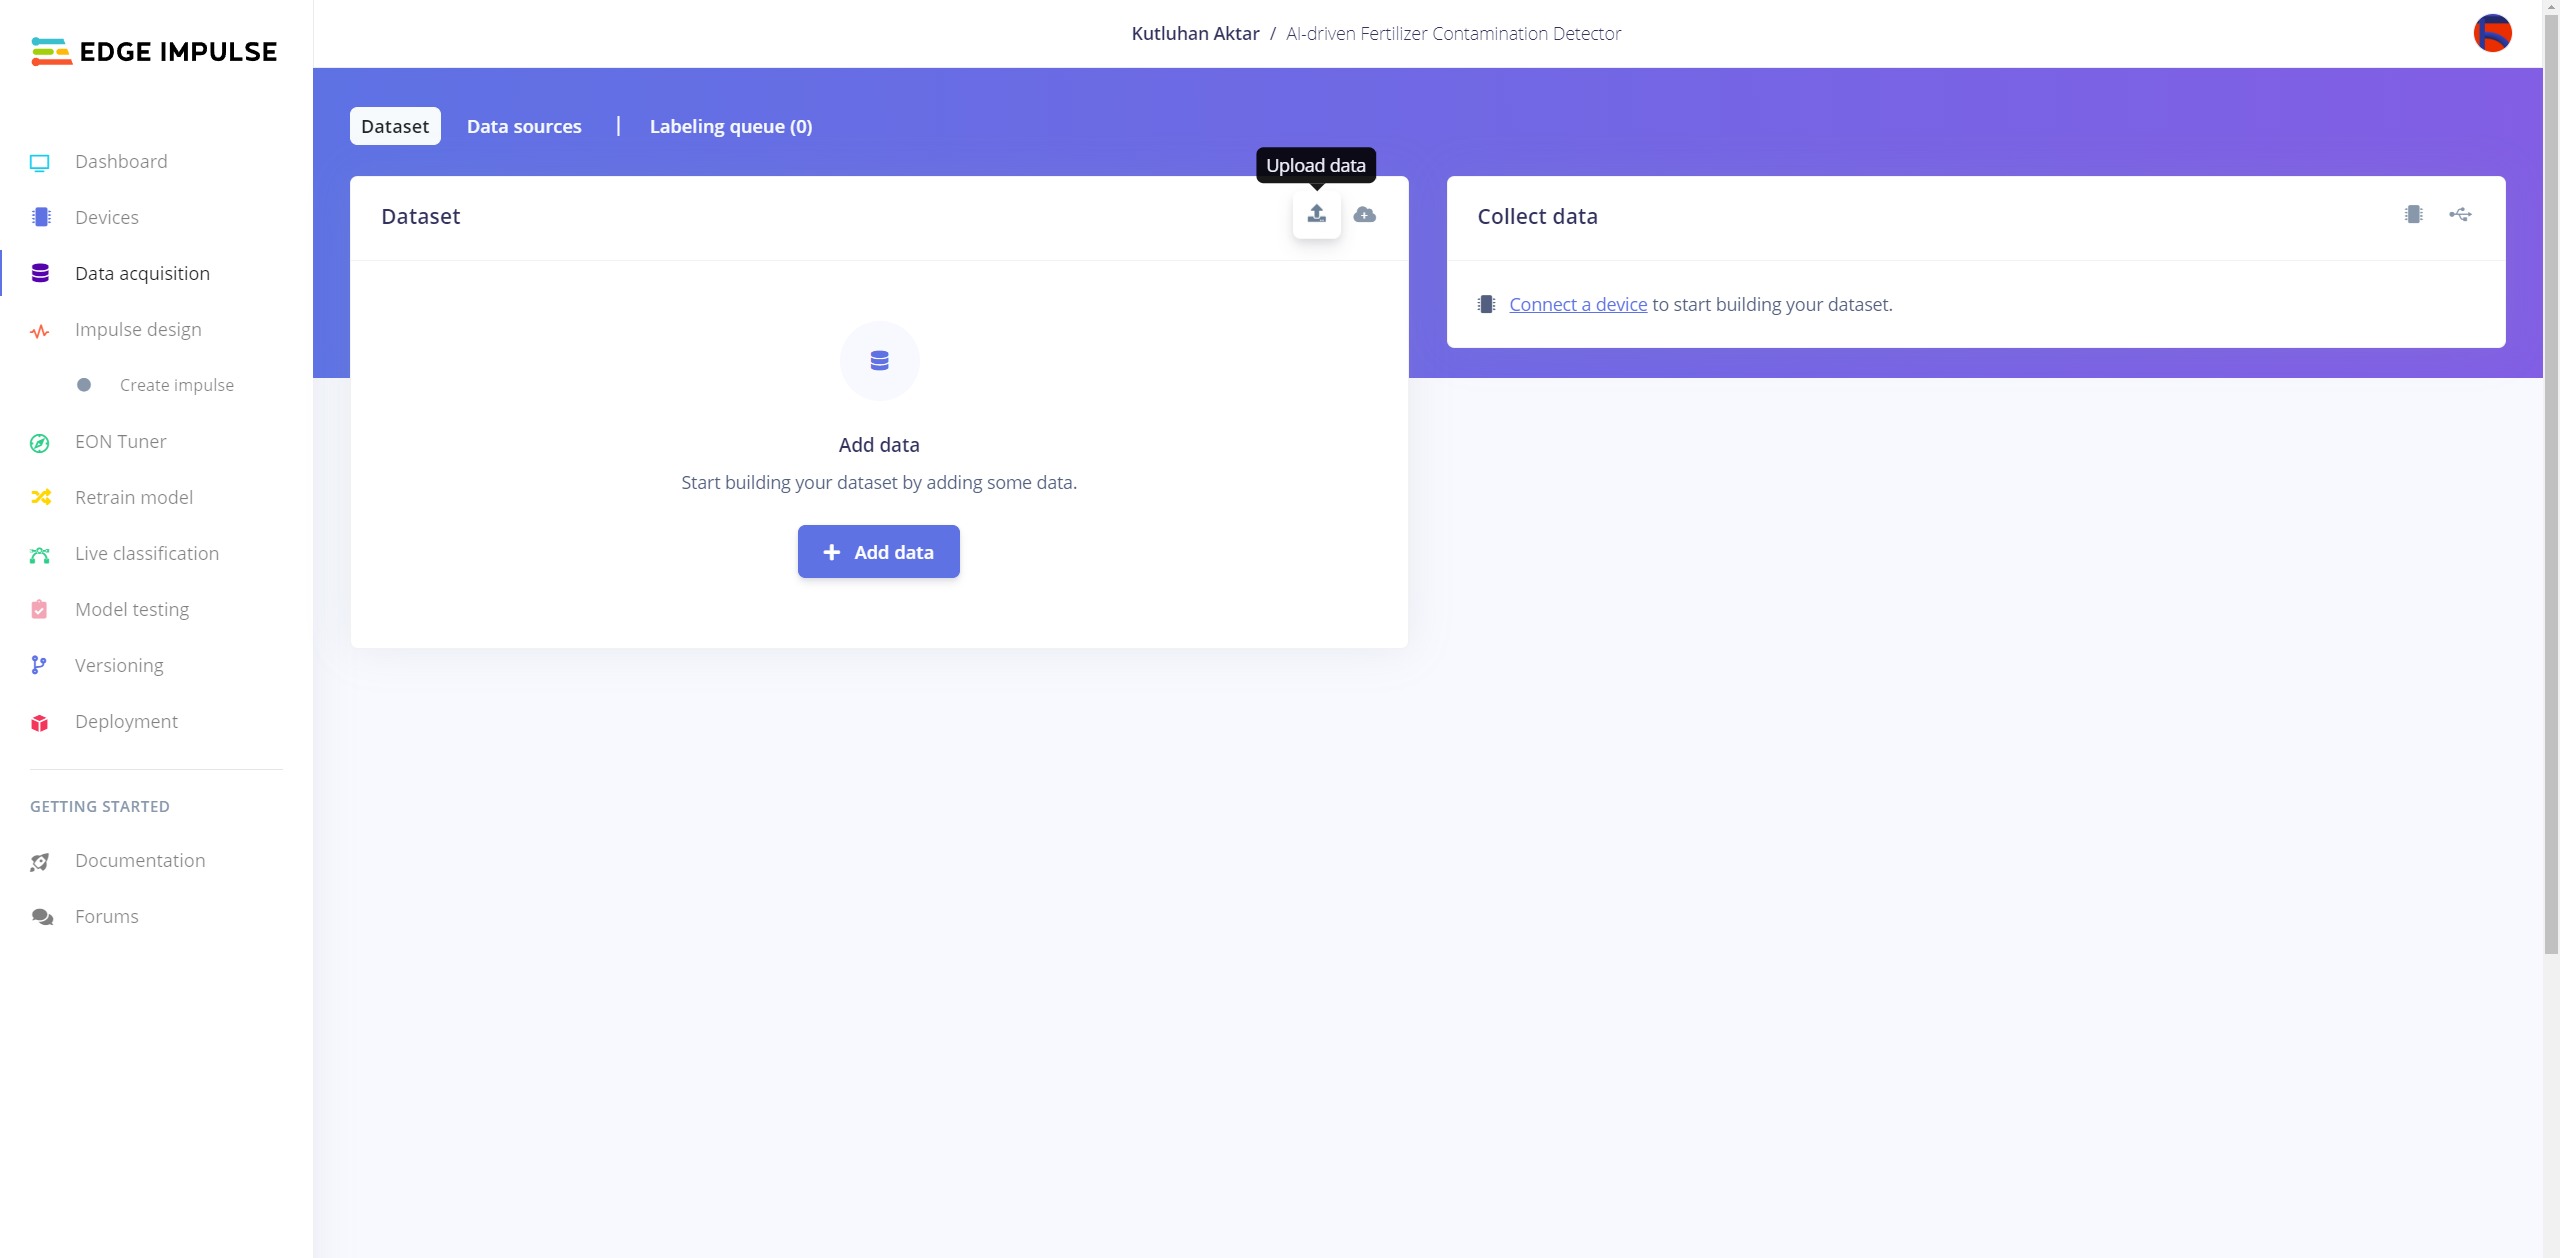 EDGE IMPULSE
Kutluhan Aktar / AI-driven Fertilizer Contamination Detector
Dashboard
Devices
Data acquisition
Impulse design
Create impulse
EON Tuner
Retrain model
Live classification
Model testing
Versioning
Deployment
GETTING STARTED
Documentation
Forums
Dataset
Data sources
|
Labeling queue (0)
Upload data
Dataset
Add data
Start building your dataset by adding some data.
Add data
Collect data
Connect a device to start building your dataset.